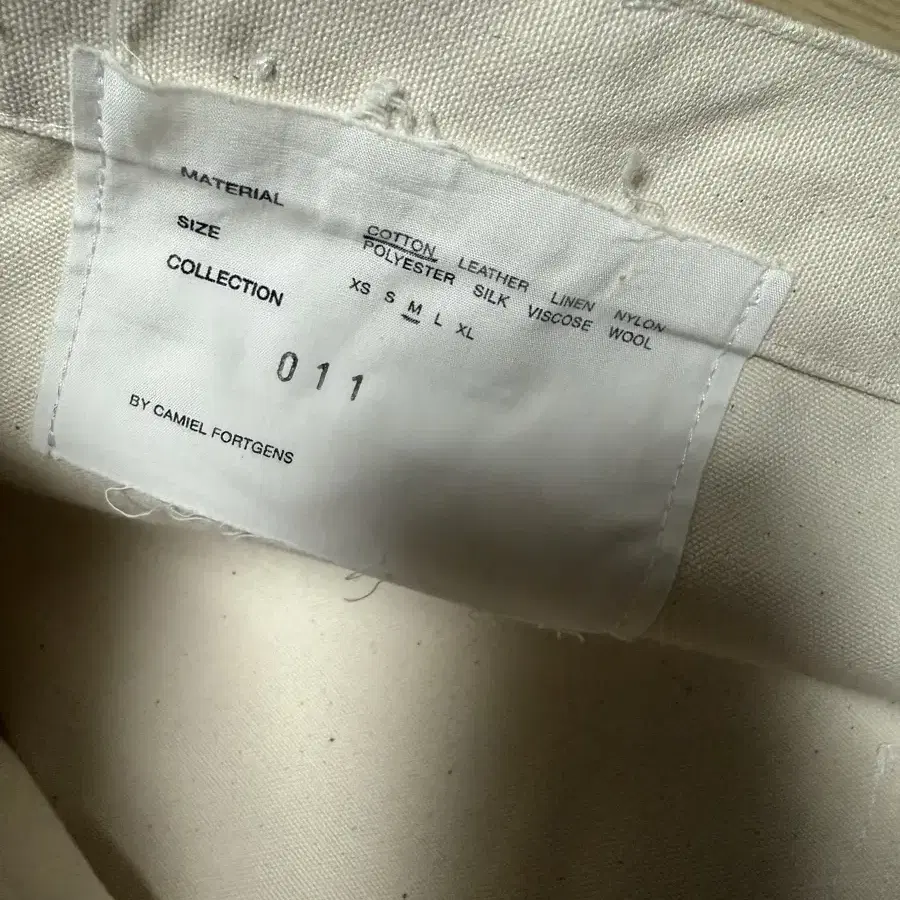 MATERIAL
COTTON LEATHER LINEN NYLON
POLYESTER SILK VISCOSE WOOL
SIZE
XS S M L XL
COLLECTION
011
BY CAMIEL FORTGENS